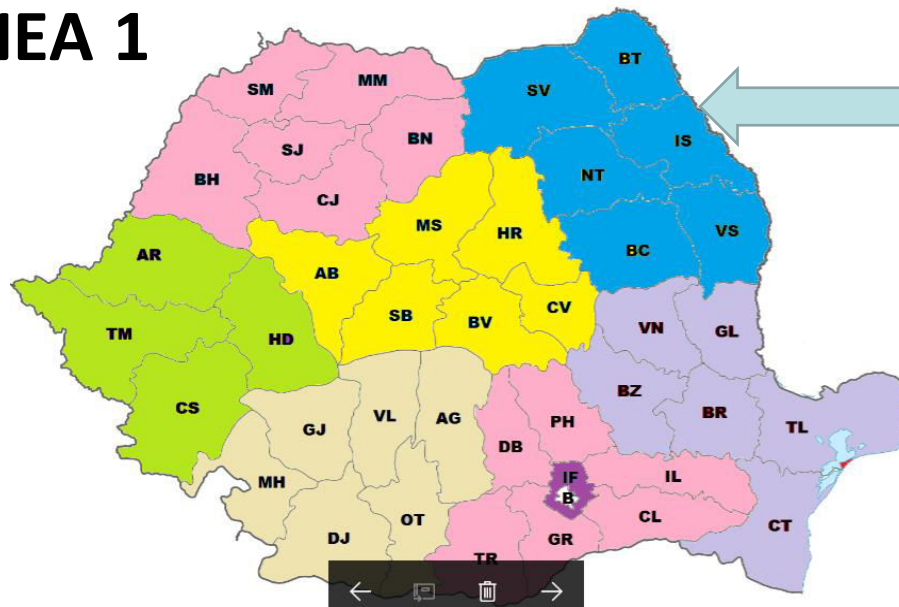 IEA 1
BT
MM
SM
SV
BN
IS
SJ
NT
BH
CJ
MS
HR
VS
BC
AR
AB
CV
SB
BV
TM
HD
VN
GL
BZ
CS
VL
AG
PH
BR
TL
GJ
DB
IF
IL
MH
B
CL
OT
CT
DJ
GR
TR